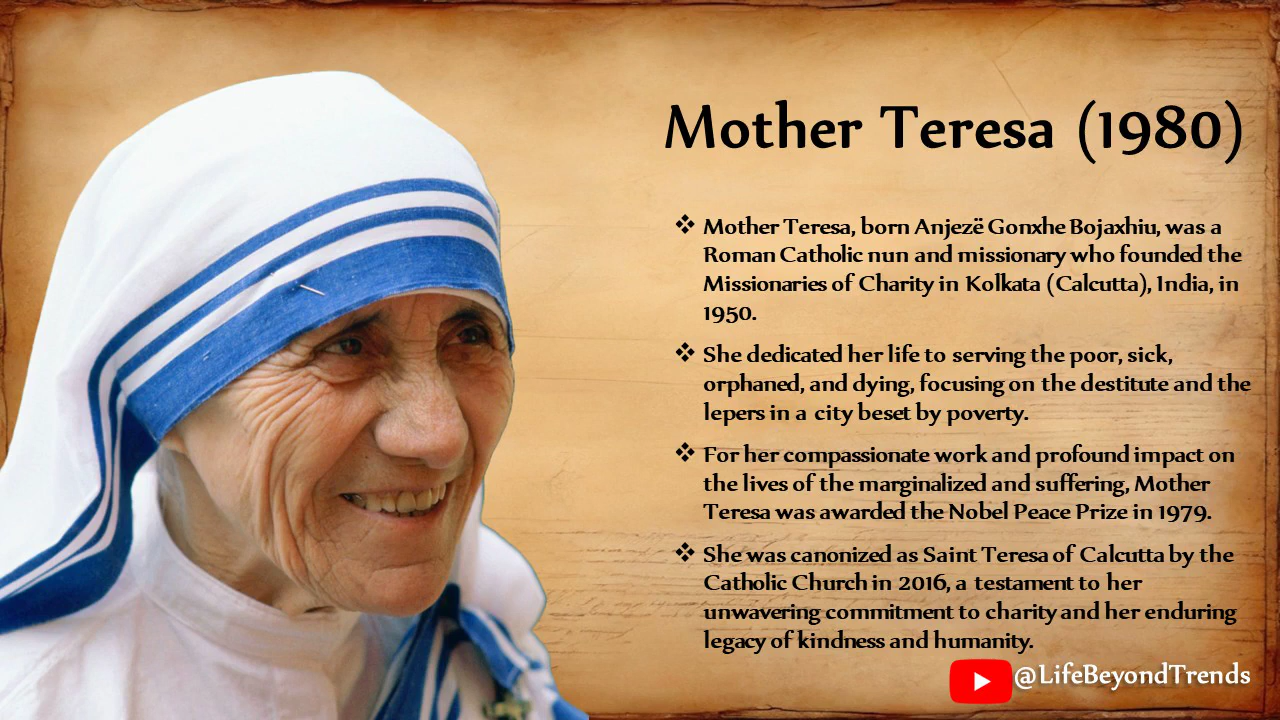 Mother Teresa (1980)
❖ Mother Teresa, born Anjezë Gonxhe Bojaxhiu, was a
Roman Catholic nun and missionary who founded the
Missionaries of Charity in Kolkata (Calcutta), India, in
1950.
❖ She dedicated her life to serving the poor, sick,
orphaned, and dying, focusing on the destitute and the
lepers in a city beset by poverty.
❖ For her compassionate work and profound impact on
the lives of the marginalized and suffering, Mother
Teresa was awarded the Nobel Peace Prize in 1979.
❖ She was canonized as Saint Teresa of Calcutta by the
Catholic Church in 2016, a testament to her
unwavering commitment to charity and her enduring
legacy of kindness and humanity.
@LifeBeyondTrends